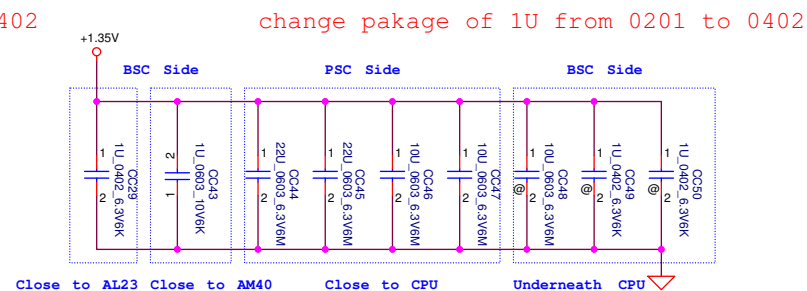 402
change pakage of 1U from 0201 to 0402
+1.35V
BSC Side
PSC Side
BSC Side
1
2
CC29
1U_0402_6.3V6K
2
1
CC43
1U_0603_10V6K
1
2
CC44
22U_0603_6.3V6M
1
2
CC45
22U_0603_6.3V6M
1
2
CC46
10U_0603_6.3V6M
1
2
CC47
10U_0603_6.3V6M
1
@
2
CC48
10U_0603_6.3V6M
1
@
2
CC49
1U_0402_6.3V6K
1
@
2
CC50
1U_0402_6.3V6K
Close to AL23
Close to AM40
Close to CPU
Underneath CPU